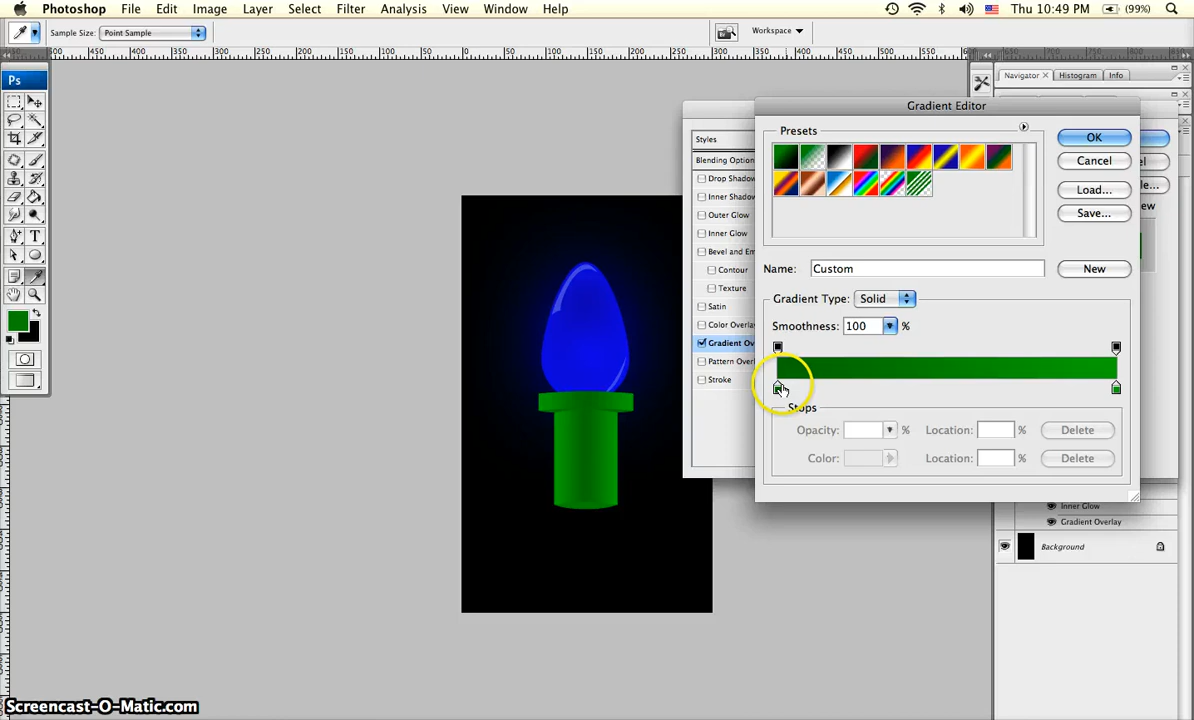 Photoshop File Edit Image Layer Select Filter Analysis View Window Help Thu 10:49 PM (99%)
Sample Size: Point Sample Workspace
Ps
Navigator × Histogram Info
Gradient Editor
Styles
Blending Option
Drop Shadow
Inner Shadow
Outer Glow
Inner Glow
Bevel and Em
Contour
Texture
Satin
Color Overlay
Gradient Ov
Pattern Overl
Stroke
Presets
OK
Cancel
Load...
Save...
Name: Custom New
Gradient Type: Solid
Smoothness: 100 %
Stops
Opacity: % Location: % Delete
Color: Location: % Delete
Inner Glow
Gradient Overlay
Background
Screencast-O-Matic.com